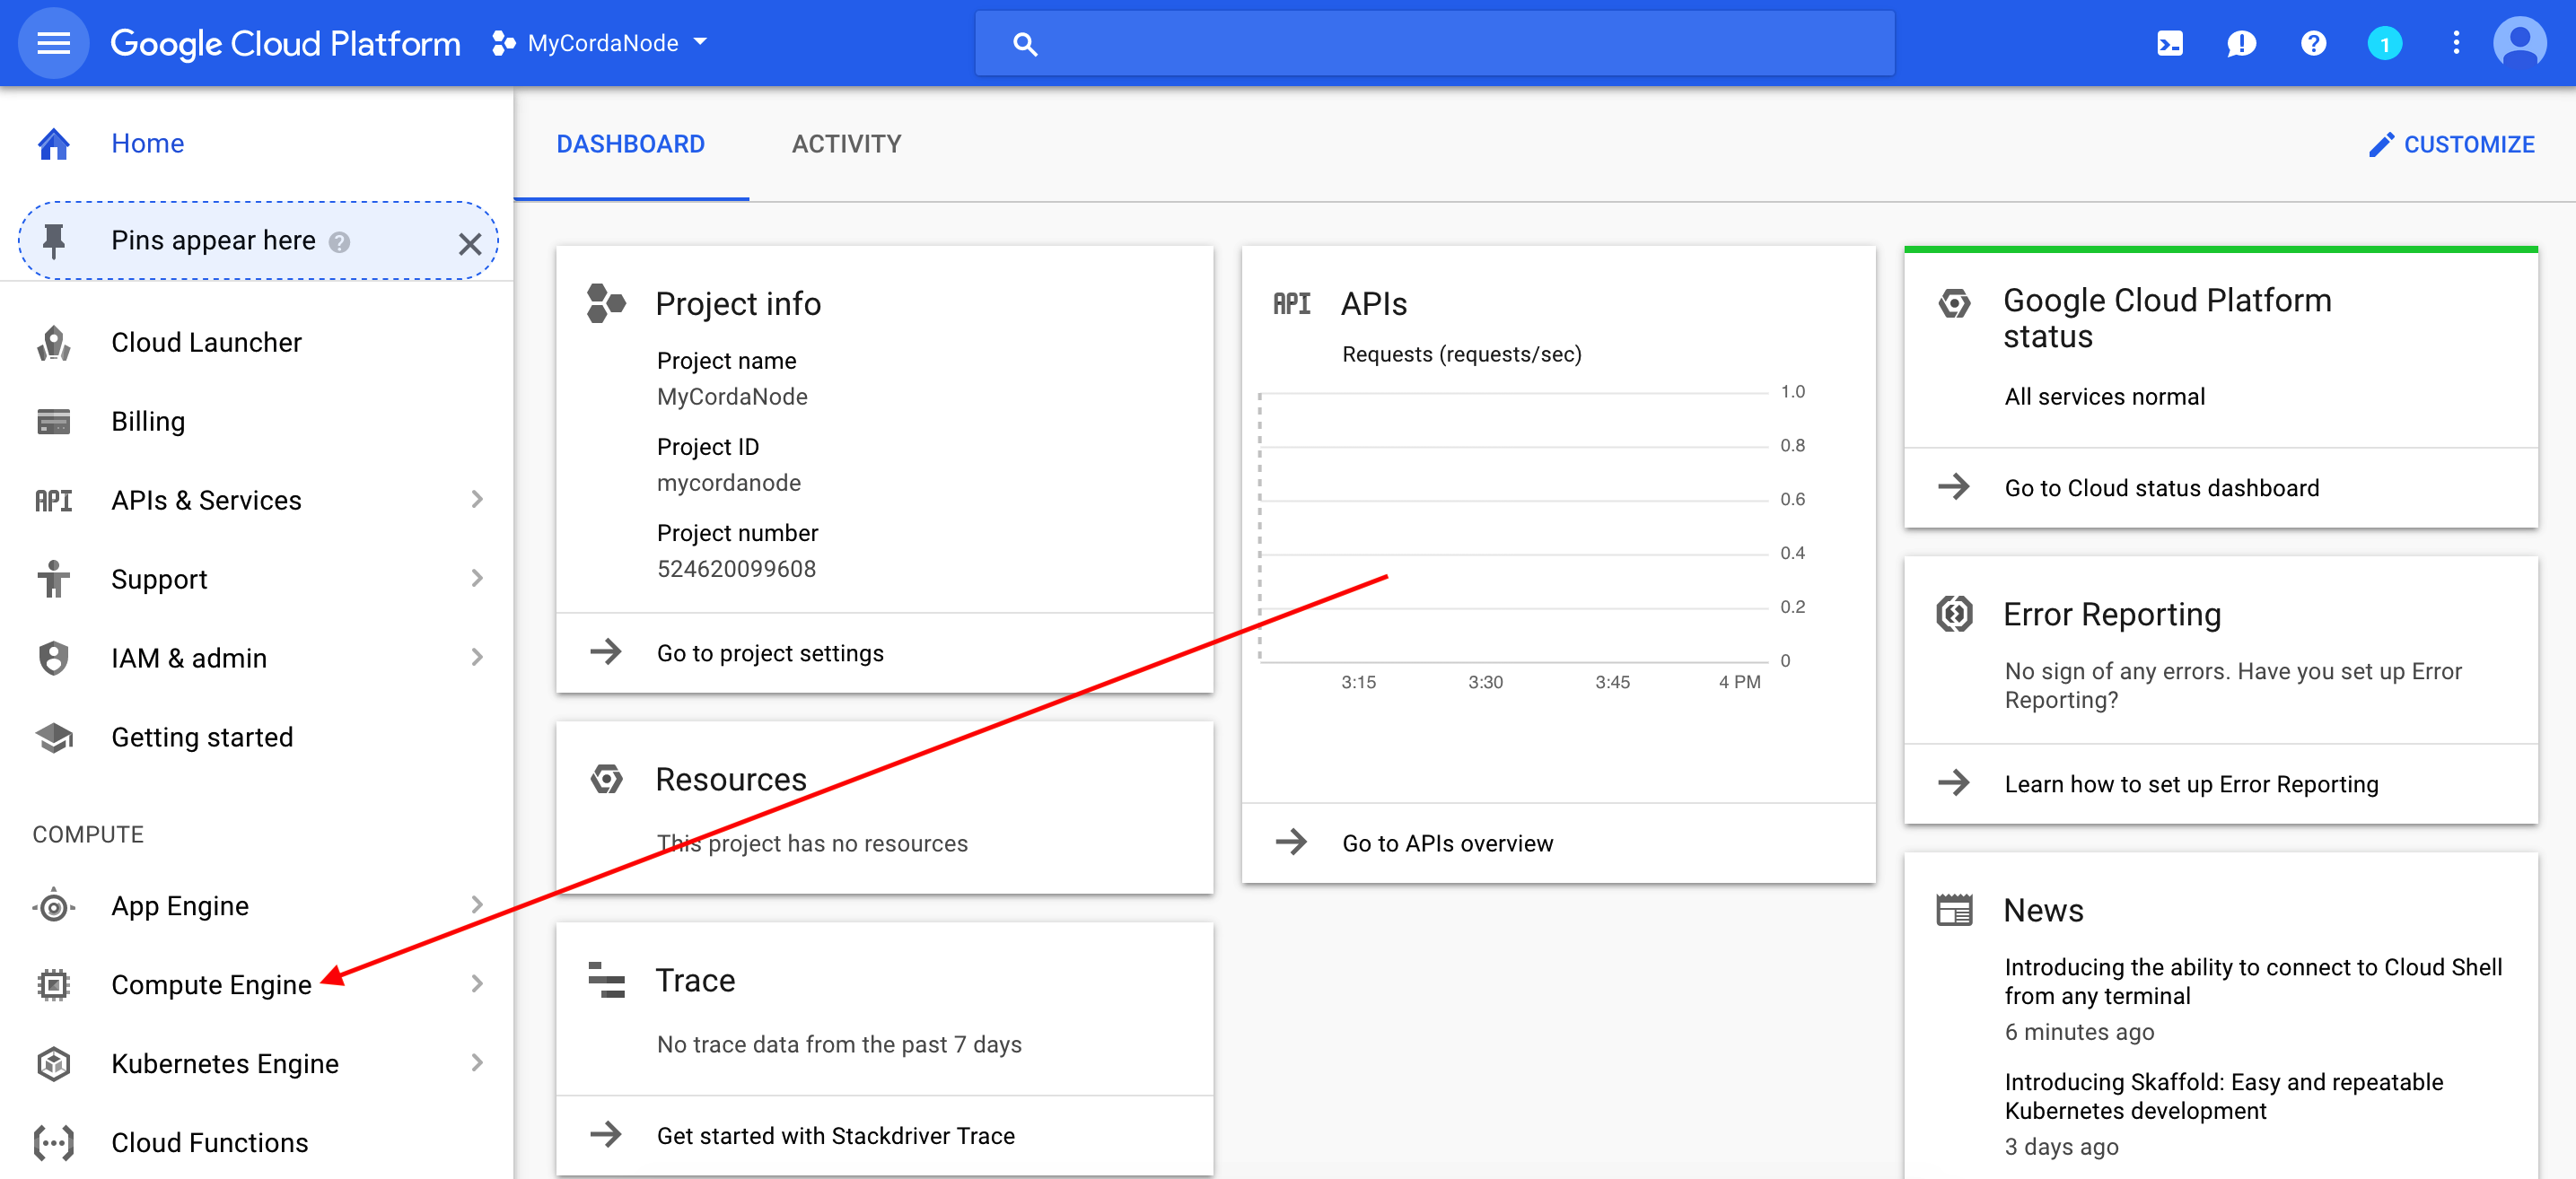 Google Cloud Platform
MyCordaNode
1
Home
Pins appear here
Cloud Launcher
Billing
API
APIs & Services
Support
IAM & admin
Getting started
COMPUTE
App Engine
Compute Engine
Kubernetes Engine
Cloud Functions
DASHBOARD
ACTIVITY
CUSTOMIZE
Project info
Project name
MyCordaNode
Project ID
mycordanode
Project number
524620099608
Go to project settings
Resources
This project has no resources
Trace
No trace data from the past 7 days
Get started with Stackdriver Trace
API
APIs
Requests (requests/sec)
1.0
0.8
0.6
0.4
0.2
0
3:15 3:30 3:45 4 PM
Go to APIs overview
Google Cloud Platform
status
All services normal
Go to Cloud status dashboard
Error Reporting
No sign of any errors. Have you set up Error
Reporting?
Learn how to set up Error Reporting
News
Introducing the ability to connect to Cloud Shell
from any terminal
6 minutes ago
Introducing Skaffold: Easy and repeatable
Kubernetes development
3 days ago